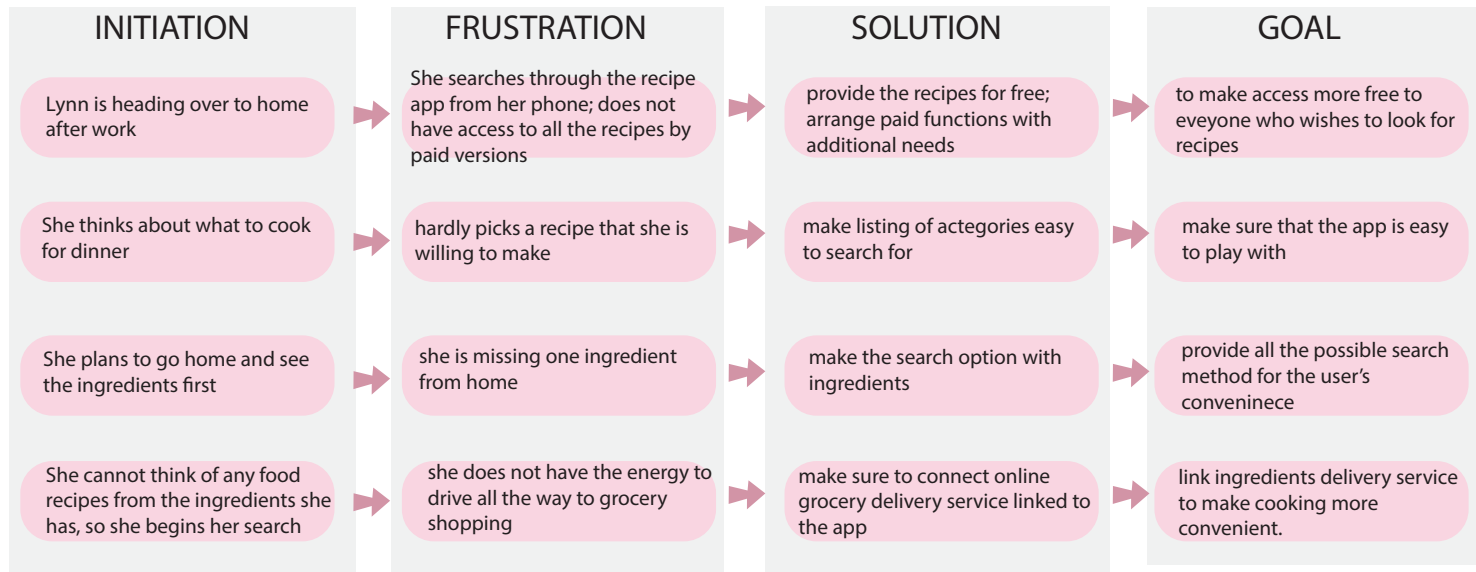 INITIATION
FRUSTRATION
SOLUTION
GOAL
Lynn is heading over to home
after work
She searches through the recipe
app from her phone; does not
have access to all the recipes by
paid versions
provide the recipes for free;
arrange paid functions with
additional needs
to make access more free to
eveyone who wishes to look for
recipes
She thinks about what to cook
for dinner
hardly picks a recipe that she is
willing to make
make listing of actegories easy
to search for
make sure that the app is easy
to play with
She plans to go home and see
the ingredients first
she is missing one ingredient
from home
make the search option with
ingredients
provide all the possible search
method for the user's
conveninece
She cannot think of any food
recipes from the ingredients she
has, so she begins her search
she does not have the energy to
drive all the way to grocery
shopping
make sure to connect online
grocery delivery service linked to
the app
link ingredients delivery service
to make cooking more
convenient.